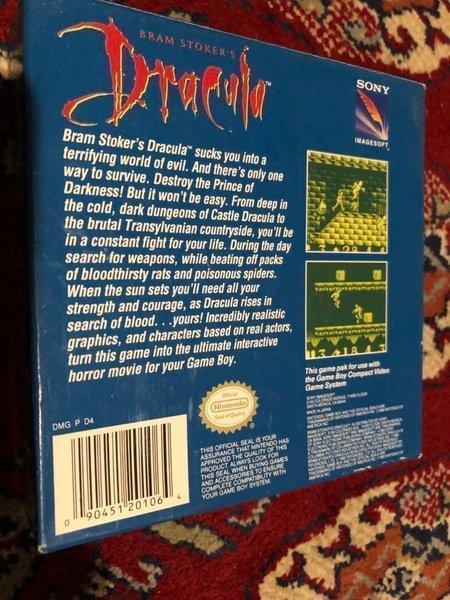 BRAM STOKER'S
Dracula™
SONY
IMAGESOFT™
Bram Stoker's Dracula™ sucks you into a
terrifying world of evil. And there's only one
way to survive. Destroy the Prince of
Darkness! But it won't be easy. From deep in
the cold, dark dungeons of Castle Dracula to
the brutal Transylvanian countryside, you'll be
in a constant fight for your life. During the day
search for weapons, while beating off packs
of bloodthirsty rats and poisonous spiders.
When the sun sets you'll need all your
strength and courage, as Dracula rises in
search of blood. . .yours! Incredibly realistic
graphics, and characters based on real actors,
turn this game into the ultimate interactive
horror movie for your Game Boy.
This game pak for use with
the Game Boy Compact Video
Game System
SONY IMAGESOFT
SANTA MONICA, CA
MADE IN JAPAN
DMG P D4
0 90451 20106 4
Official
Nintendo
Seal of Quality
THIS OFFICIAL SEAL IS YOUR
ASSURANCE THAT NINTENDO HAS
APPROVED THE QUALITY OF THIS
PRODUCT. ALWAYS LOOK FOR
THIS SEAL WHEN BUYING GAMES
AND ACCESSORIES TO ENSURE
COMPLETE COMPATIBILITY WITH
YOUR GAME BOY SYSTEM.